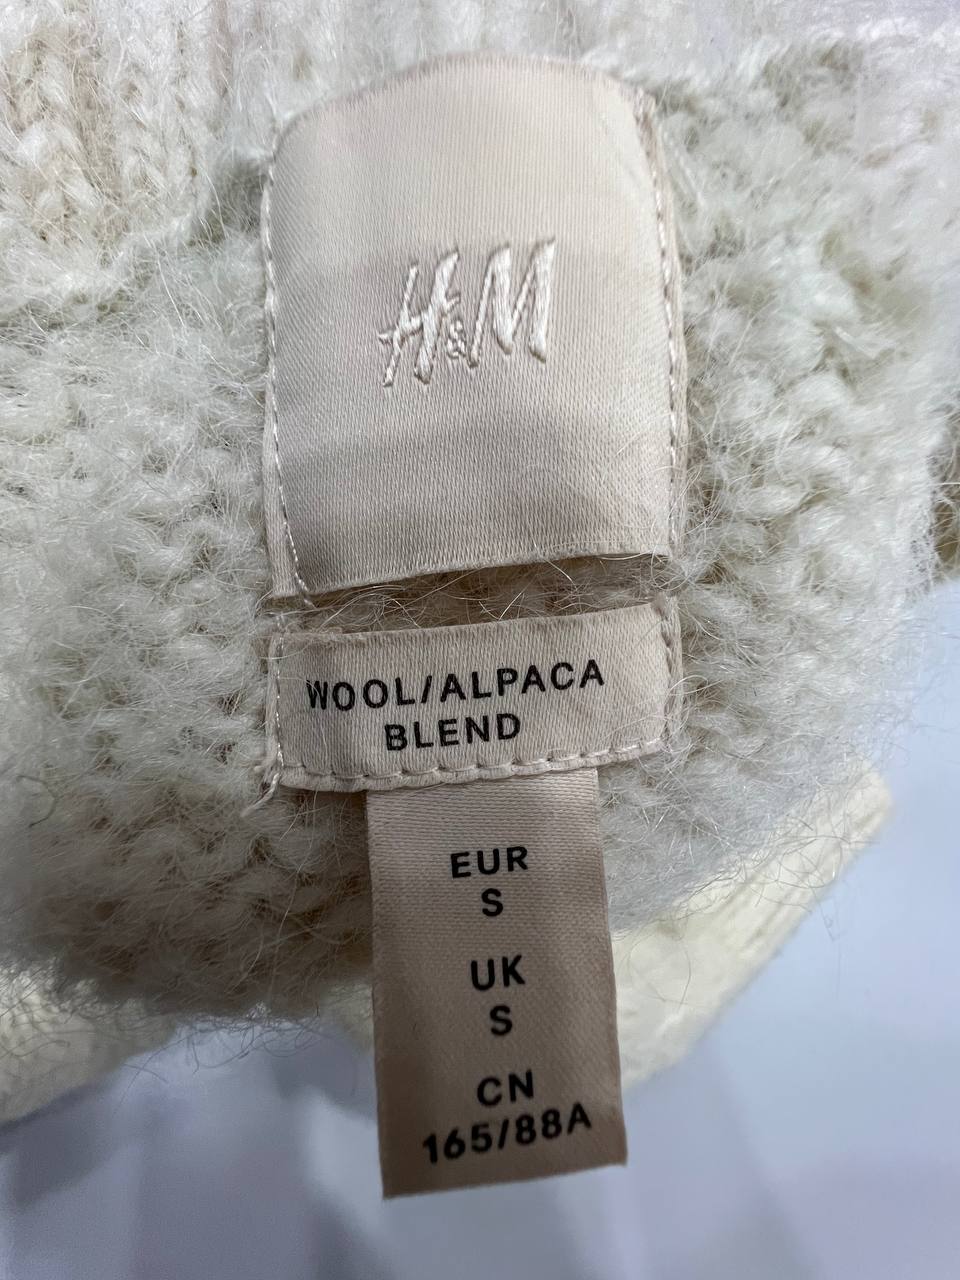 H&M
WOOL/ALPACA
BLEND
EUR
S
UK
S
CN
165/88A